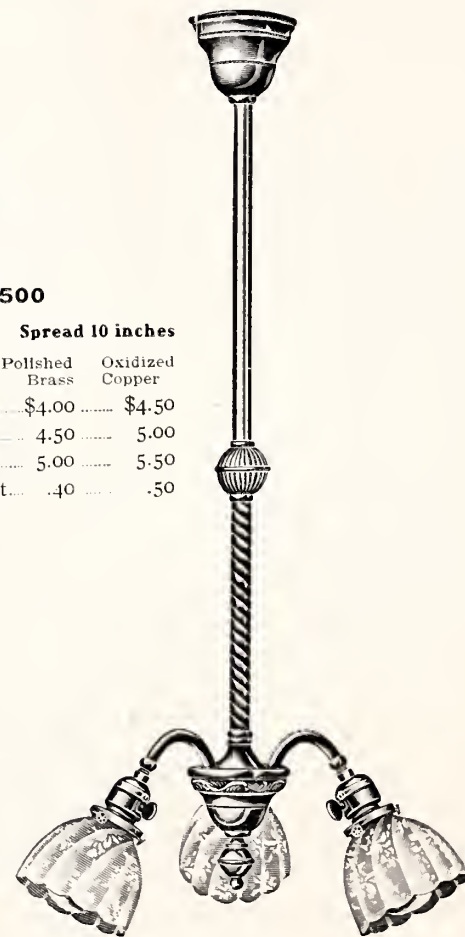 500
Spread 10 inches
Polished Oxidized
Brass Copper
$4.00 ....... $4.50
4.50 ....... 5.00
5.00 ....... 5.50
t.... .40 ...... .50